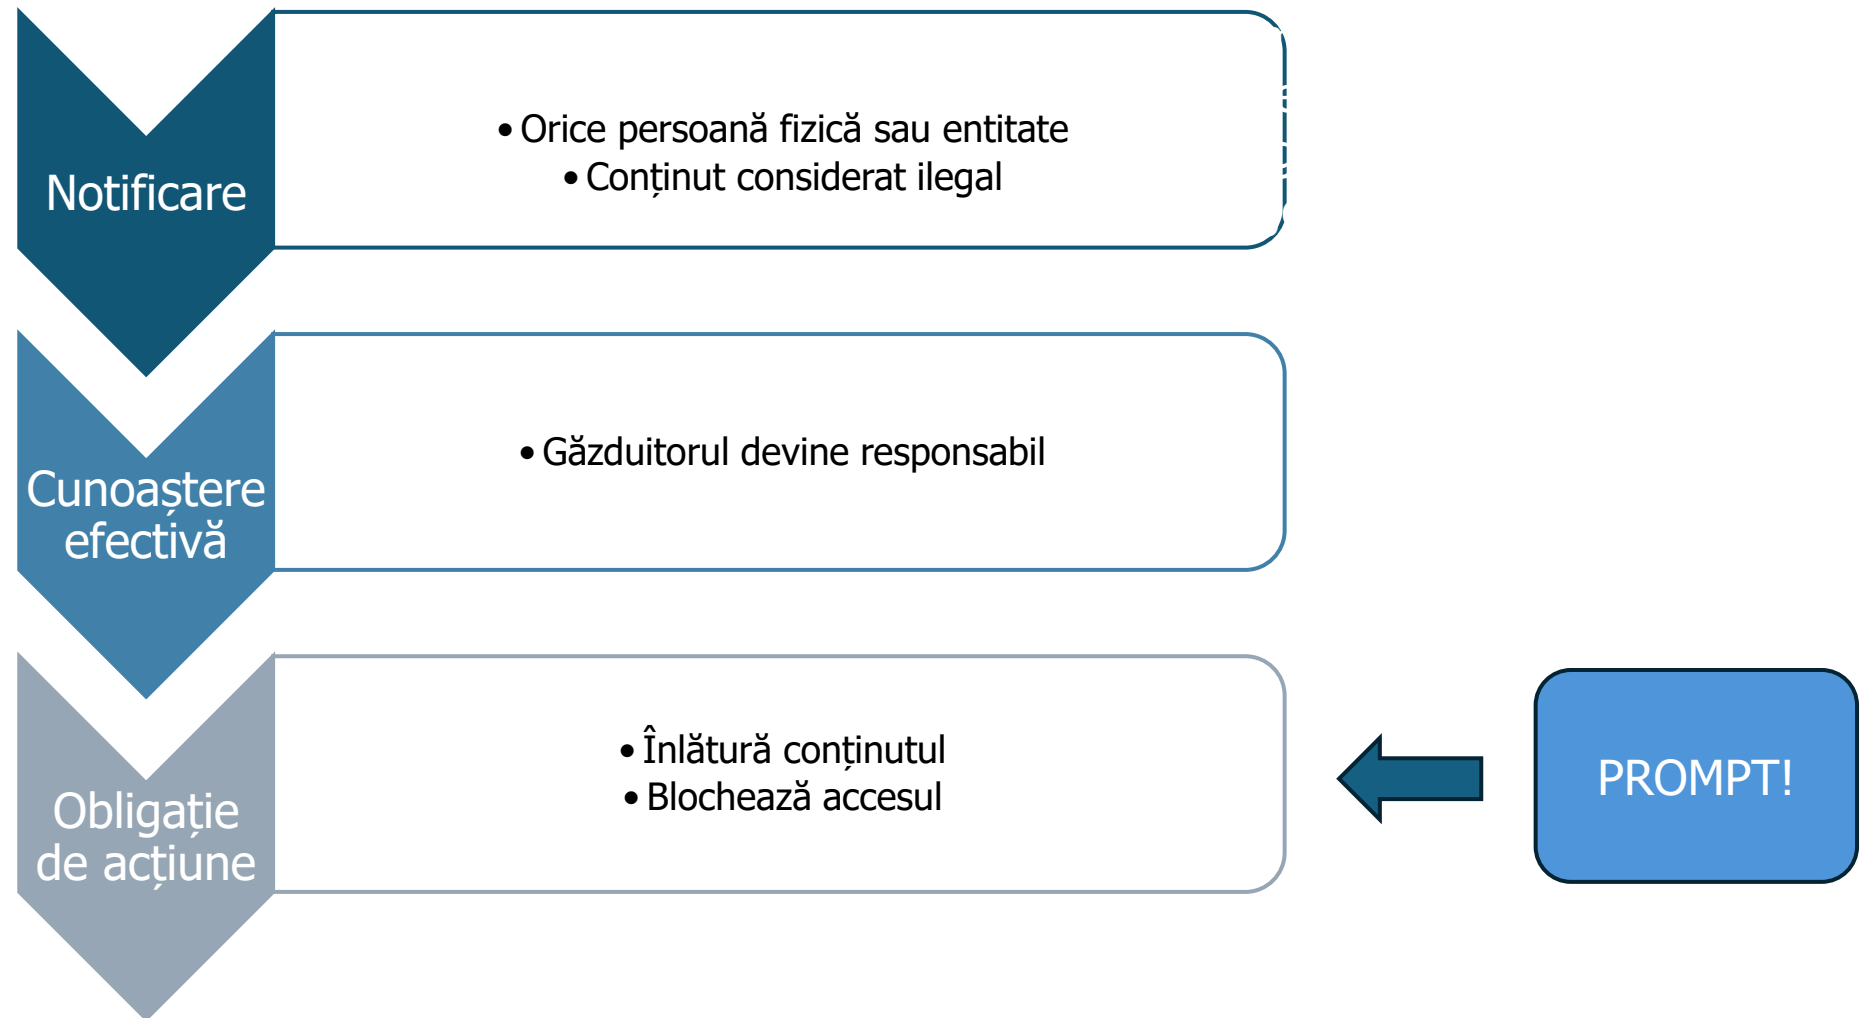 Notificare
• Orice persoană fizică sau entitate
• Conținut considerat ilegal
Cunoaștere
efectivă
• Găzduitorul devine responsabil
Obligație
de acțiune
• Înlătură conținutul
• Blochează accesul
PROMPT!